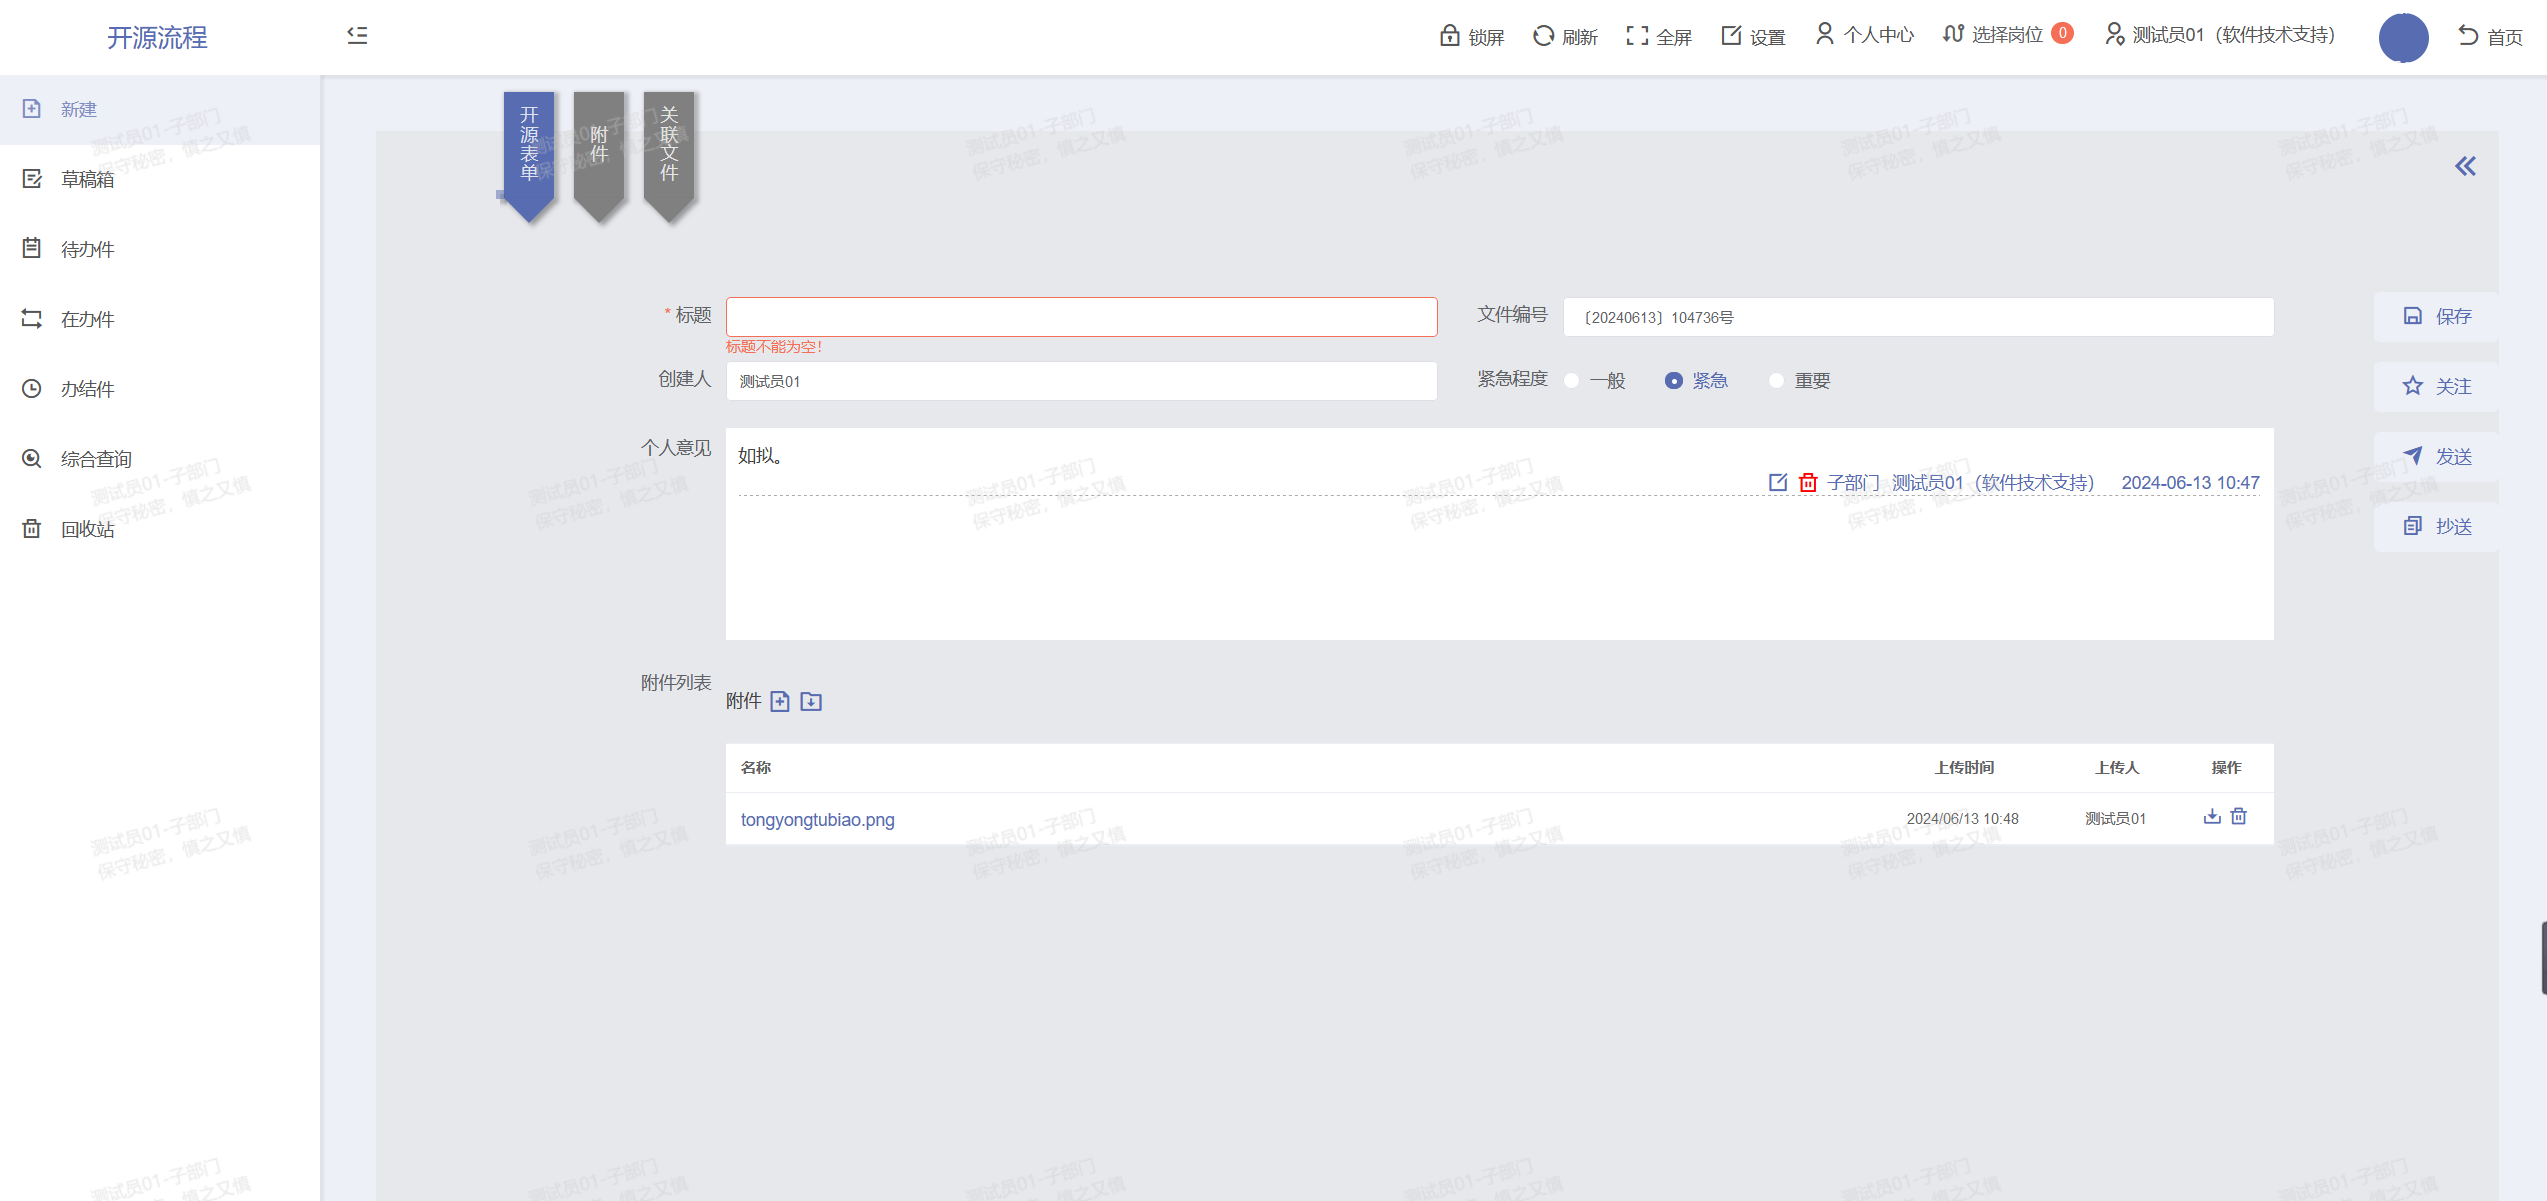 开源流程
锁屏 刷新 全屏 设置 个人中心 选择岗位 0 测试员01（软件技术支持） 首页
新建
草稿箱
待办件
在办件
办结件
综合查询
回收站
开源表单
附件
关联文件
* 标题
标题不能为空!
文件编号 〔20240613〕104736号
创建人 测试员01
紧急程度 一般 紧急 重要
个人意见 如拟。
子部门 测试员01（软件技术支持） 2024-06-13 10:47
附件列表
附件
名称 上传时间 上传人 操作
tongyongtubiao.png 2024/06/13 10:48 测试员01
保存
关注
发送
抄送
测试员01-子部门
保守秘密，慎之又慎